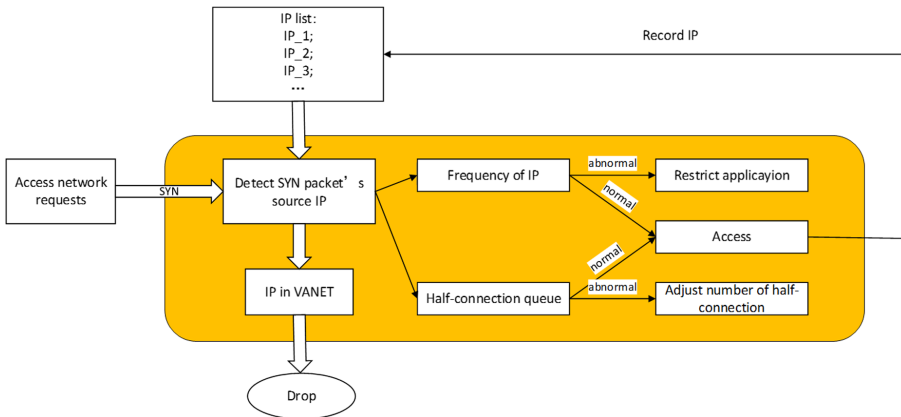 IP list:
IP_1;
IP_2;
IP_3;
...
Record IP
Access network
requests
SYN
Detect SYN packet’s
source IP
Frequency of IP
abnormal
Restrict applicayion
normal
Access
normal
IP in VANET
Half-connection queue
abnormal
Adjust number of half-
connection
Drop